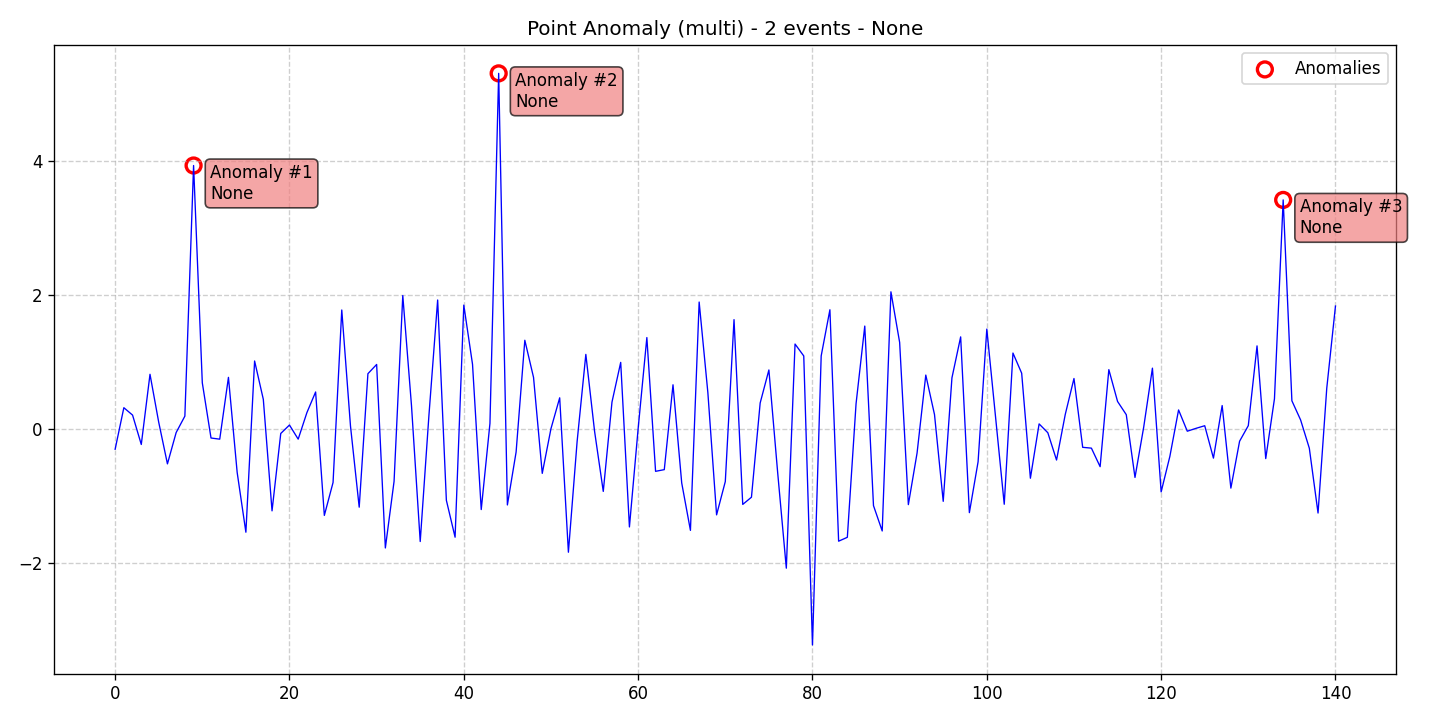 Point Anomaly (multi) - 2 events - None
Anomalies
Anomaly #2
None
Anomaly #1
None
Anomaly #3
None
4
2
0
−2
0 20 40 60 80 100 120 140